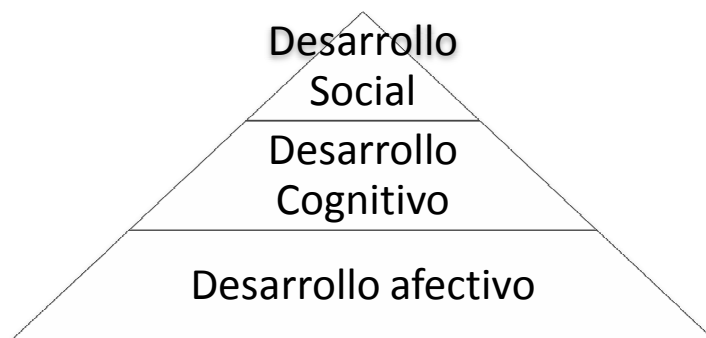 Desarrollo
Social
Desarrollo
Cognitivo
Desarrollo afectivo